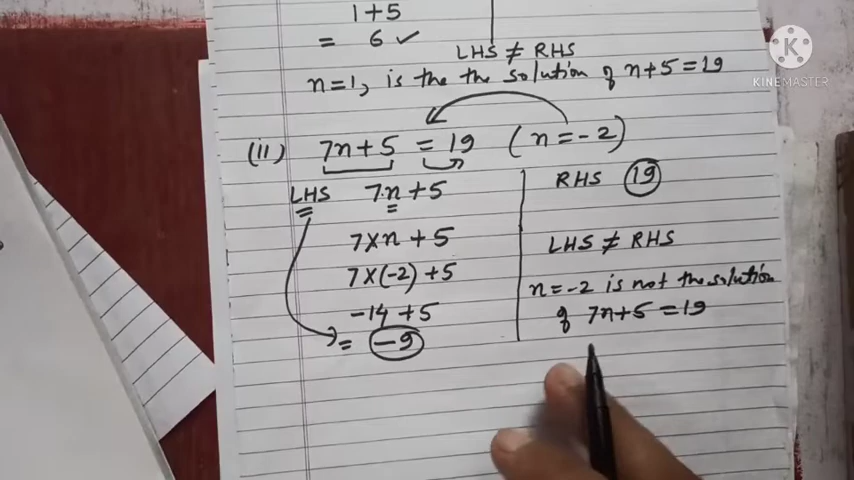 1+5
= 6 ✓
LHS ≠ RHS
n=1, is the the solution of n+5=19
(ii) 7n+5 = 19 (n=-2)
LHS 7.n+5
7×n+5
7×(-2)+5
-14+5
= -9
RHS 19
LHS ≠ RHS
n=-2 is not the solution
of 7n+5=19
K
KINEMASTER